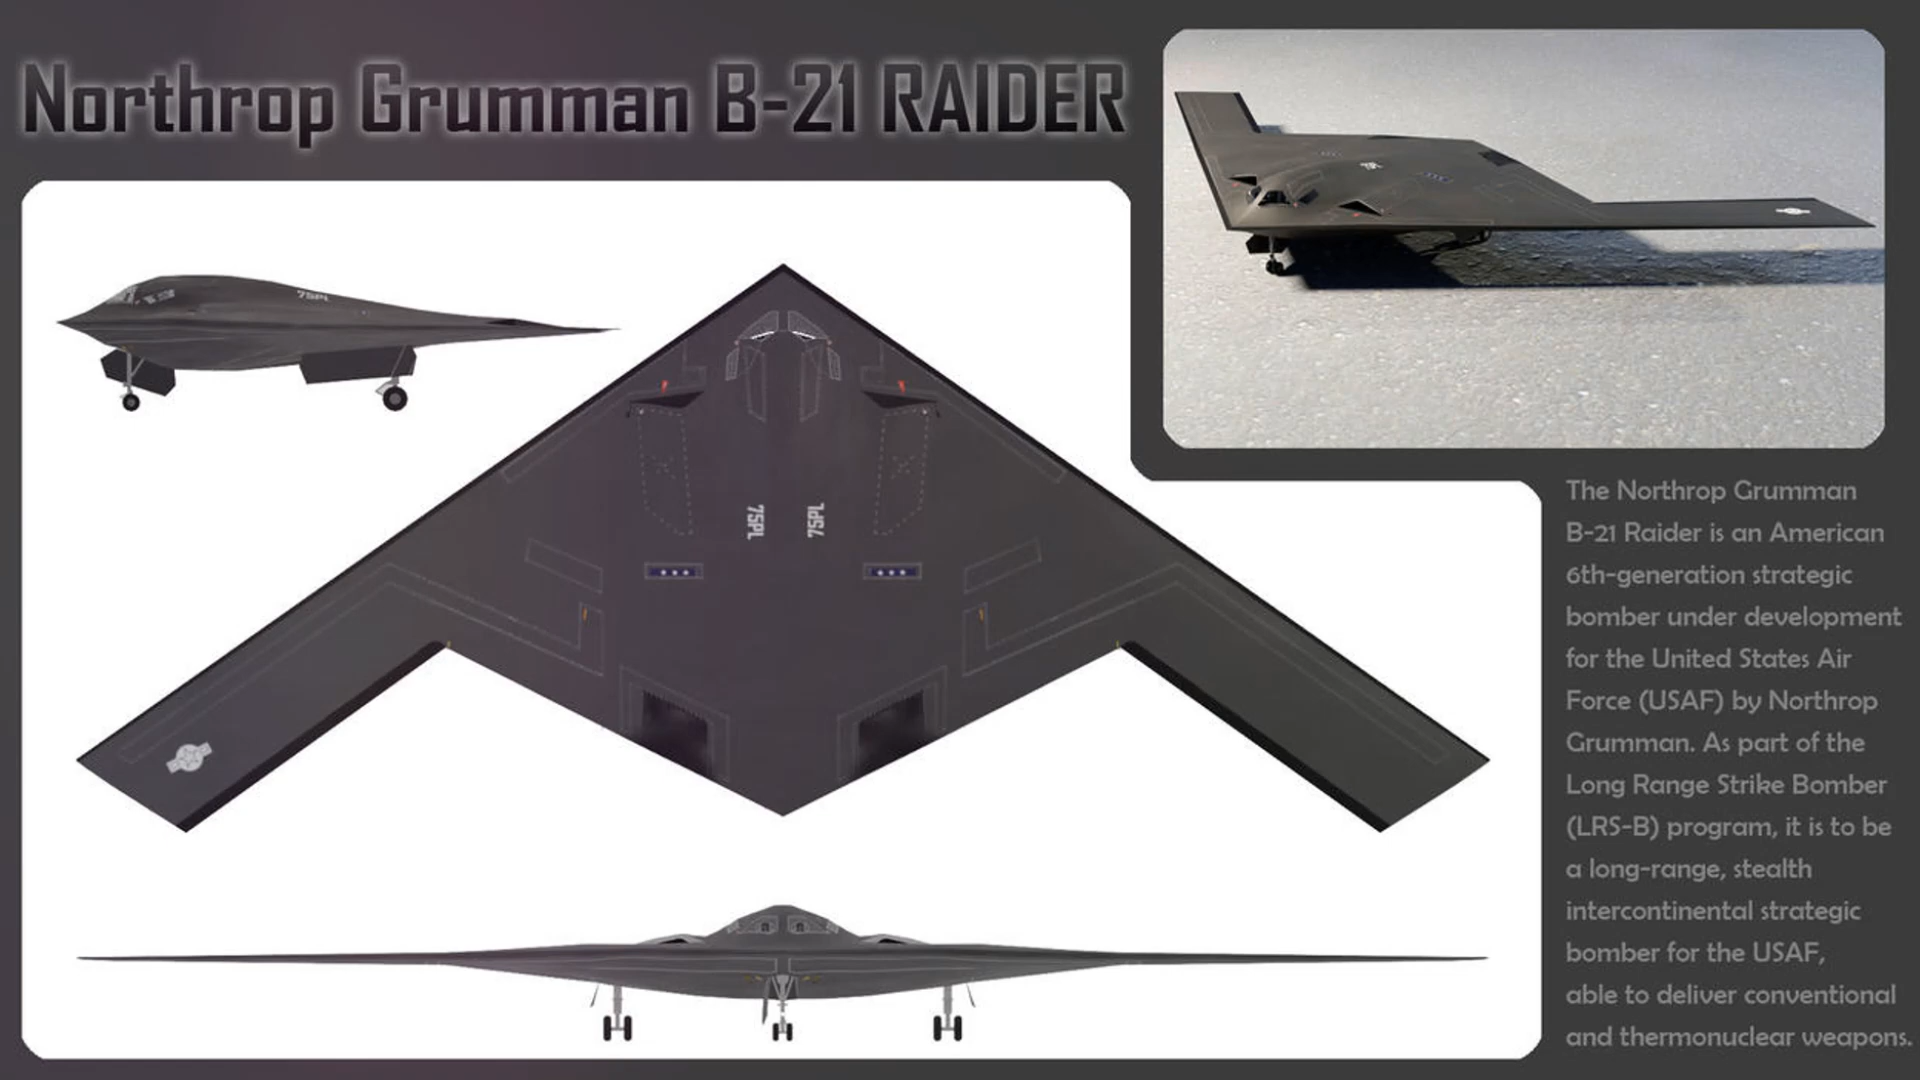 Northrop Grumman B-21 RAIDER
7SPL
7SPL
7SPL
The Northrop Grumman
B-21 Raider is an American
6th-generation strategic
bomber under development
for the United States Air
Force (USAF) by Northrop
Grumman. As part of the
Long Range Strike Bomber
(LRS-B) program, it is to be
a long-range, stealth
intercontinental strategic
bomber for the USAF,
able to deliver conventional
and thermonuclear weapons.